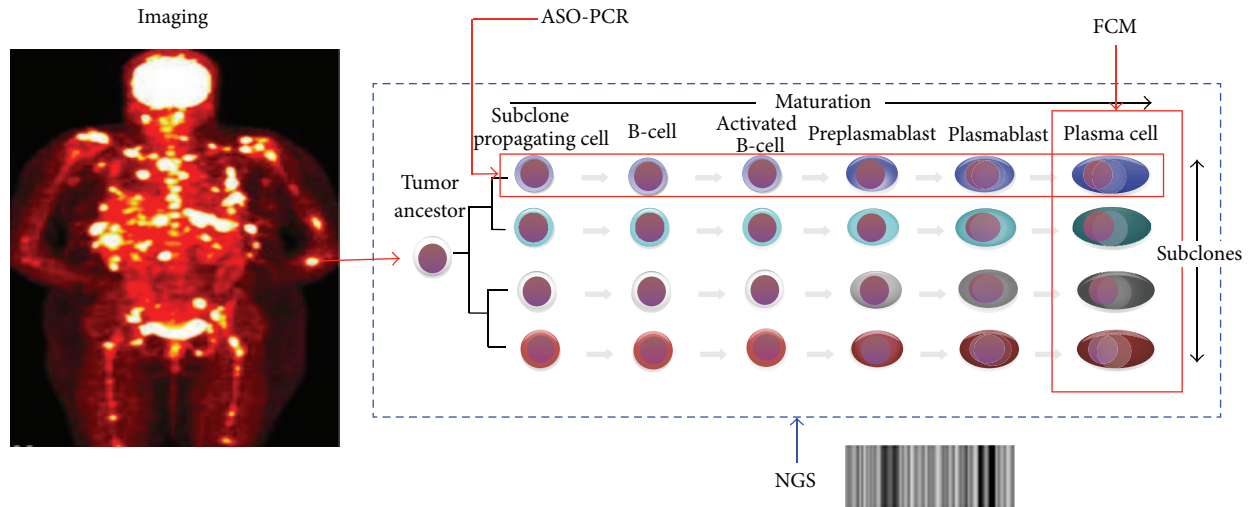 Imaging
ASO-PCR
FCM
Maturation
Subclone
propagating cell
B-cell
Activated
B-cell
Preplasmablast
Plasmablast
Plasma cell
Tumor
ancestor
Subclones
NGS